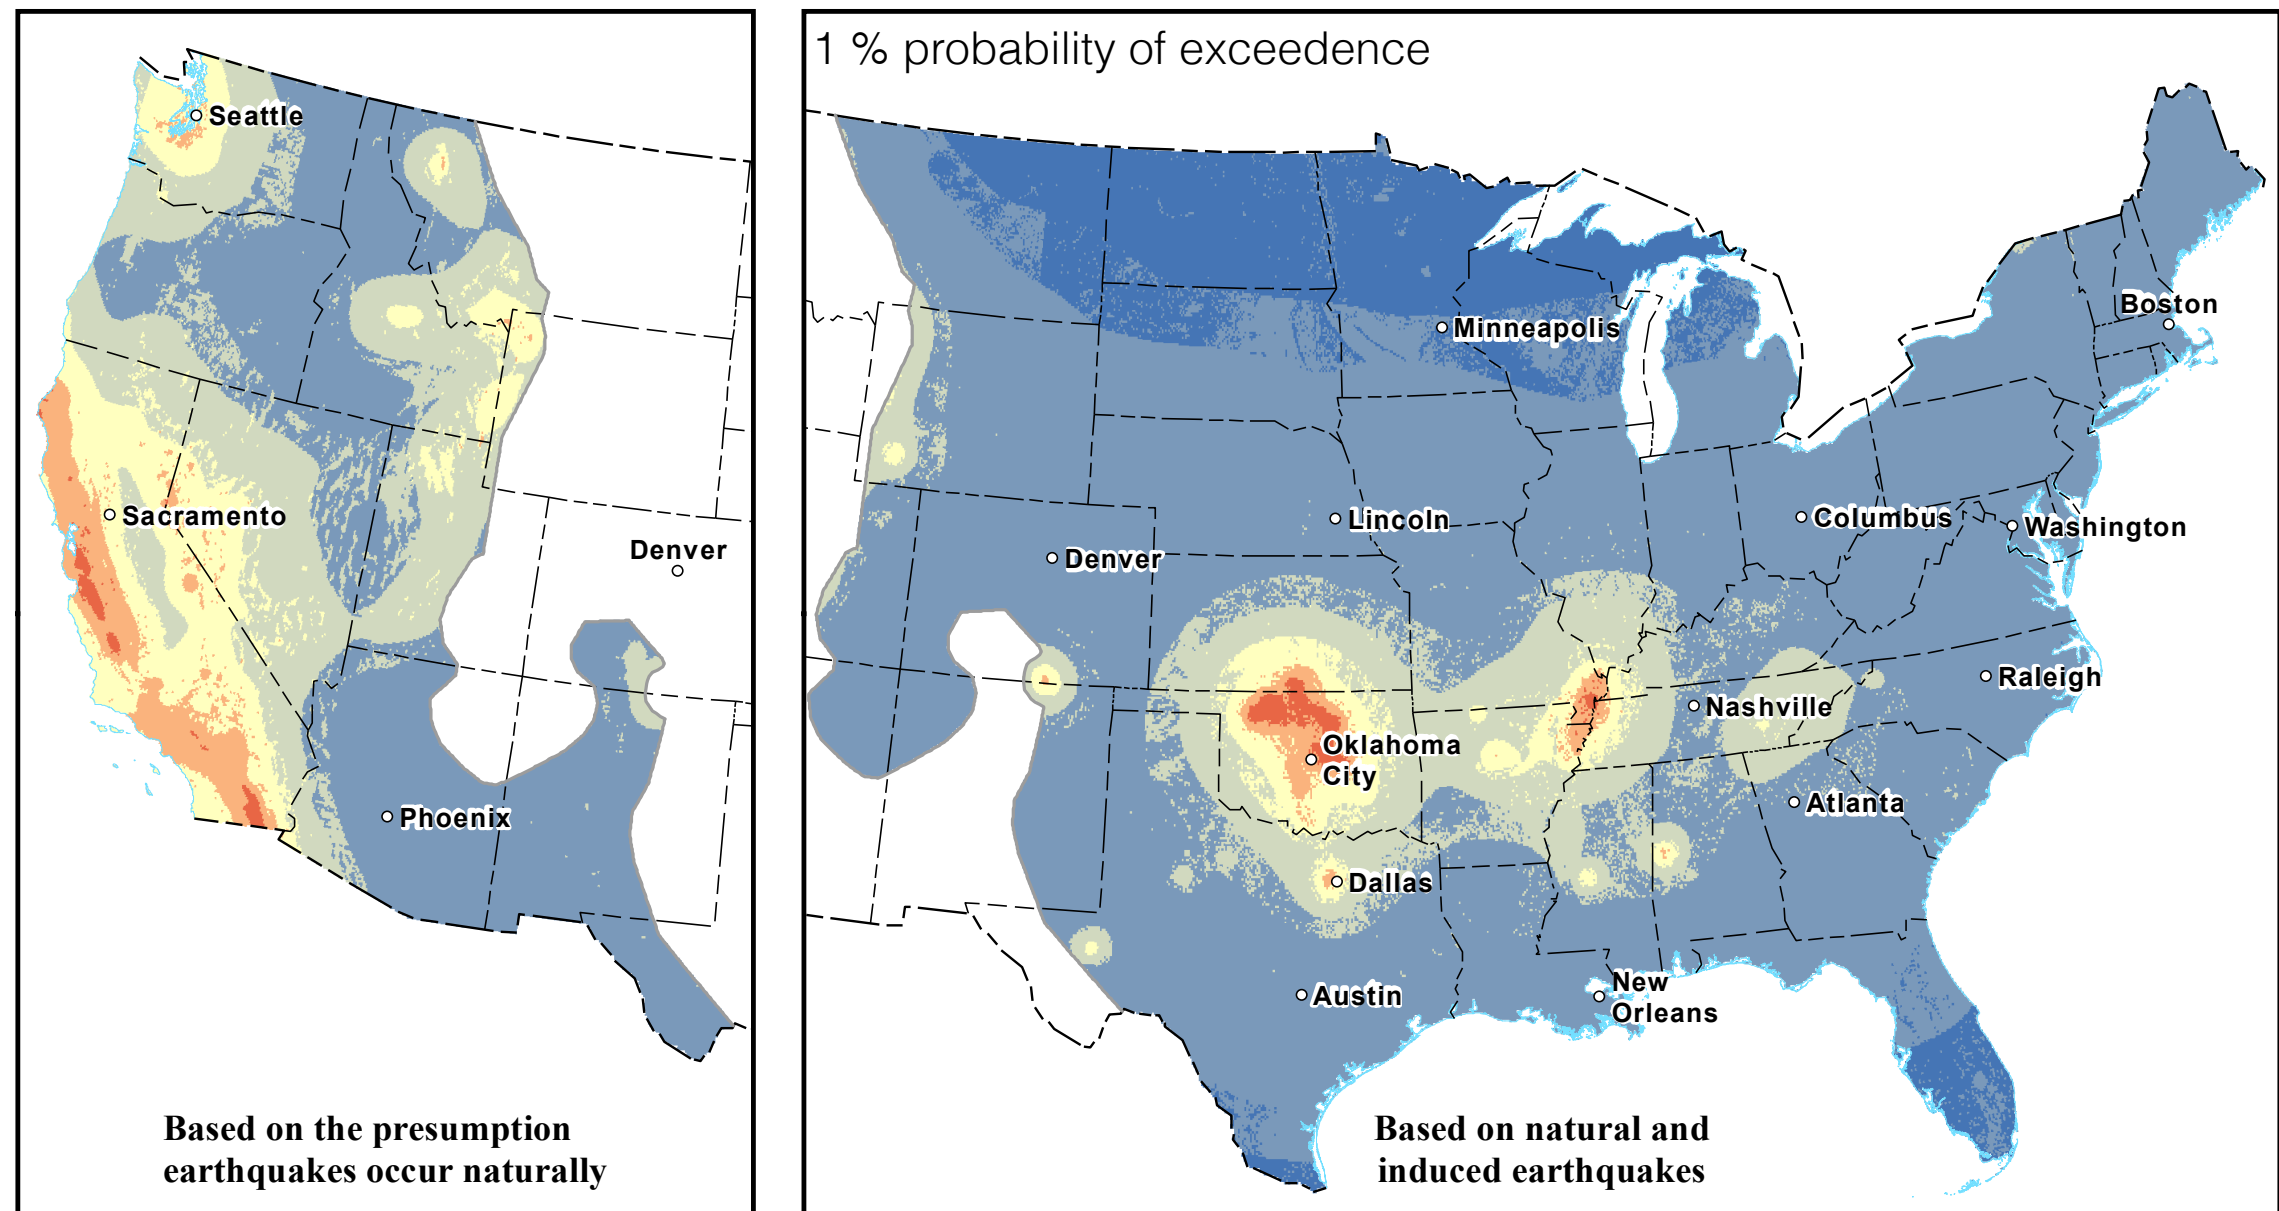 1 % probability of exceedence
Seattle
Sacramento
Denver
Phoenix
Based on the presumption
earthquakes occur naturally
Minneapolis
Boston
Lincoln
Columbus
Washington
Denver
Raleigh
Nashville
Oklahoma
City
Atlanta
Dallas
Austin
New
Orleans
Based on natural and
induced earthquakes